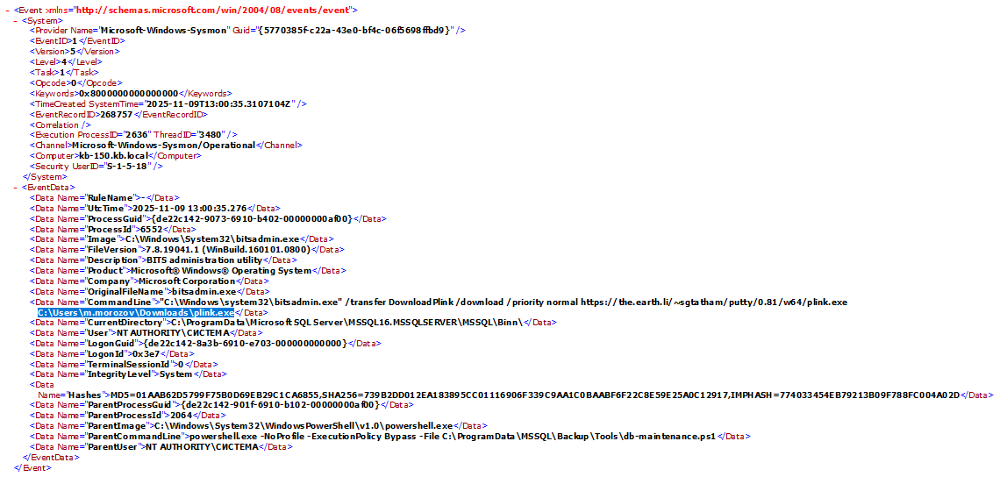 - <Event xmlns="http://schemas.microsoft.com/win/2004/08/events/event">
- <System>
<Provider Name="Microsoft-Windows-Sysmon" Guid="{5770385f-c22a-43e0-bf4c-06f5698ffbd9}" />
<EventID>1</EventID>
<Version>5</Version>
<Level>4</Level>
<Task>1</Task>
<Opcode>0</Opcode>
<Keywords>0x8000000000000000</Keywords>
<TimeCreated SystemTime="2025-11-09T13:00:35.3107104Z" />
<EventRecordID>268757</EventRecordID>
<Correlation />
<Execution ProcessID="2636" ThreadID="3480" />
<Channel>Microsoft-Windows-Sysmon/Operational</Channel>
<Computer>kb-150.kb.local</Computer>
<Security UserID="S-1-5-18" />
</System>
- <EventData>
<Data Name="RuleName">-</Data>
<Data Name="UtcTime">2025-11-09 13:00:35.276</Data>
<Data Name="ProcessGuid">{de22c142-9073-6910-b402-00000000af00}</Data>
<Data Name="ProcessId">6552</Data>
<Data Name="Image">C:\Windows\System32\bitsadmin.exe</Data>
<Data Name="FileVersion">7.8.19041.1 (WinBuild.160101.0800)</Data>
<Data Name="Description">BITS administration utility</Data>
<Data Name="Product">Microsoft® Windows® Operating System</Data>
<Data Name="Company">Microsoft Corporation</Data>
<Data Name="OriginalFileName">bitsadmin.exe</Data>
<Data Name="CommandLine">"C:\Windows\system32\bitsadmin.exe" /transfer DownloadPlink /download /priority normal https://the.earth.li/~sgtatham/putty/0.81/w64/plink.exe
C:\Users\m.morozov\Downloads\plink.exe</Data>
<Data Name="CurrentDirectory">C:\ProgramData\Microsoft SQL Server\MSSQL16.MSSQLSERVER\MSSQL\Binn\</Data>
<Data Name="User">NT AUTHORITY\СИСТЕМА</Data>
<Data Name="LogonGuid">{de22c142-8a3b-6910-e703-000000000000}</Data>
<Data Name="LogonId">0x3e7</Data>
<Data Name="TerminalSessionId">0</Data>
<Data Name="IntegrityLevel">System</Data>
<Data
Name="Hashes">MD5=01AAB62D5799F75B0D69EB29C1CA6855,SHA256=739B2DD012EA183895CC01116906F339C9AA1C0BAABF6F22C8E59E25A0C12917,IMPHASH=774033454EB79213B09F788FC004A02D</Data>
<Data Name="ParentProcessGuid">{de22c142-901f-6910-b102-00000000af00}</Data>
<Data Name="ParentProcessId">2064</Data>
<Data Name="ParentImage">C:\Windows\System32\WindowsPowerShell\v1.0\powershell.exe</Data>
<Data Name="ParentCommandLine">powershell.exe -NoProfile -ExecutionPolicy Bypass -File C:\ProgramData\MSSQL\Backup\Tools\db-maintenance.ps1</Data>
<Data Name="ParentUser">NT AUTHORITY\СИСТЕМА</Data>
</EventData>
</Event>